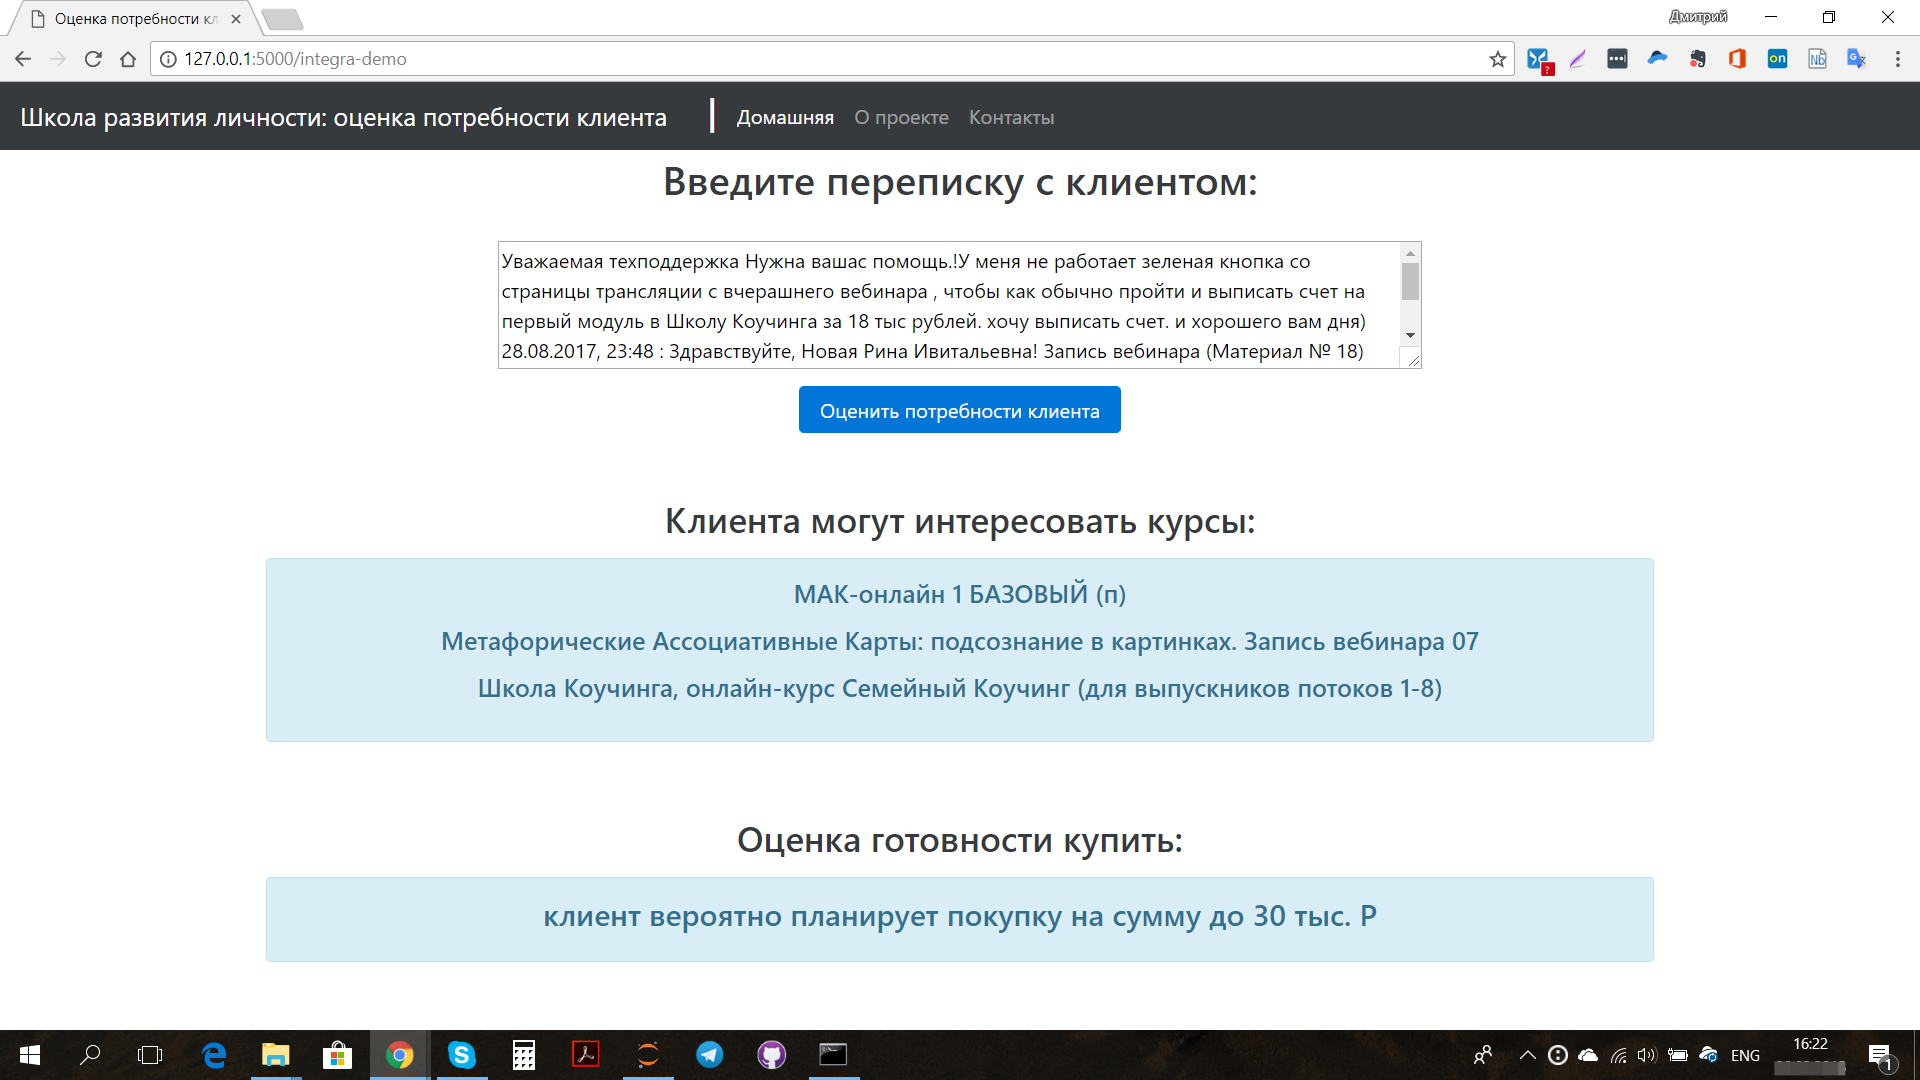 Оценка потребности кл
Дмитрий
127.0.0.1:5000/integra-demo
Школа развития личности: оценка потребности клиента
Домашняя О проекте Контакты
Введите переписку с клиентом:
Уважаемая техподдержка Нужна вашас помощь.!У меня не работает зеленая кнопка со
страницы трансляции с вчерашнего вебинара , чтобы как обычно пройти и выписать счет на
первый модуль в Школу Коучинга за 18 тыс рублей. хочу выписать счет. и хорошего вам дня)
28.08.2017, 23:48 : Здравствуйте, Новая Рина Ивитальевна! Запись вебинара (Материал № 18)
Оценить потребности клиента
Клиента могут интересовать курсы:
МАК-онлайн 1 БАЗОВЫЙ (п)
Метафорические Ассоциативные Карты: подсознание в картинках. Запись вебинара 07
Школа Коучинга, онлайн-курс Семейный Коучинг (для выпускников потоков 1-8)
Оценка готовности купить:
клиент вероятно планирует покупку на сумму до 30 тыс. Р
ENG
16:22
1